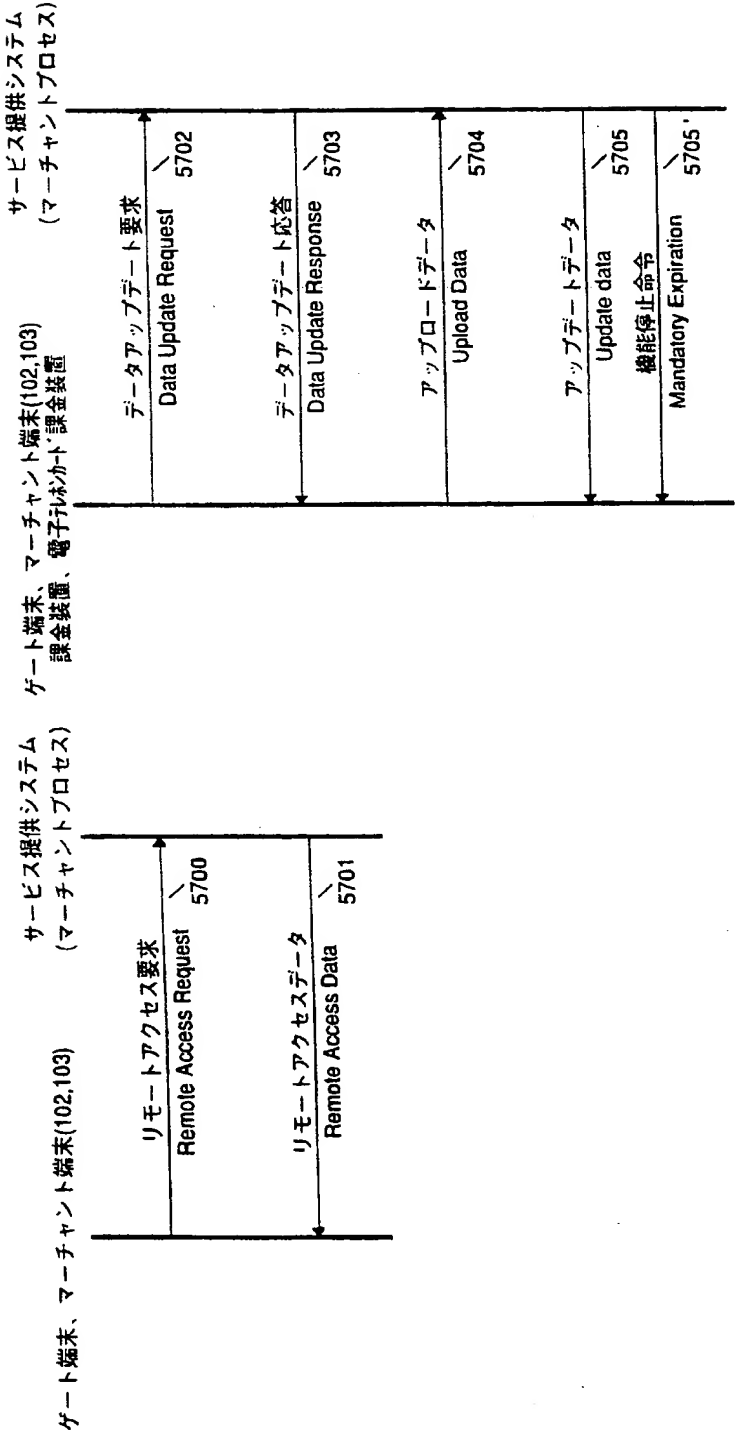 ゲート端末、マーチャント端末(102,103)
サービス提供システム
(マーチャントプロセス)
リモートアクセス要求
Remote Access Request
5700
リモートアクセスデータ
Remote Access Data
5701
ゲート端末、マーチャント端末(102,103)
課金装置、電子テレホンカード課金装置
サービス提供システム
(マーチャントプロセス)
データアップデート要求
Data Update Request
5702
データアップデート応答
Data Update Response
5703
アップロードデータ
Upload Data
5704
アップデートデータ
Update data
5705
機能停止命令
Mandatory Expiration
5705'